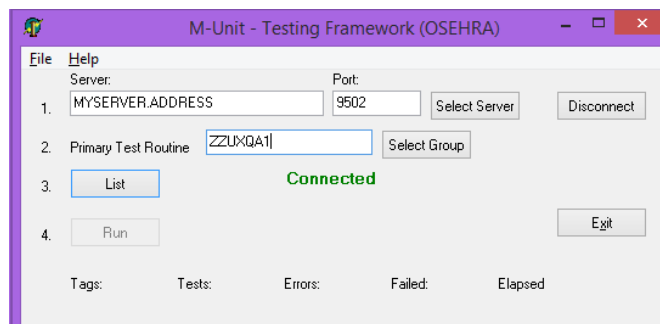 M-Unit - Testing Framework (OSEHRA)
File Help
Server: Port:
1. MYSERVER.ADDRESS 9502 Select Server Disconnect
2. Primary Test Routine ZZUXQA1 Select Group
3. List Connected
Exit
4. Run
Tags: Tests: Errors: Failed: Elapsed